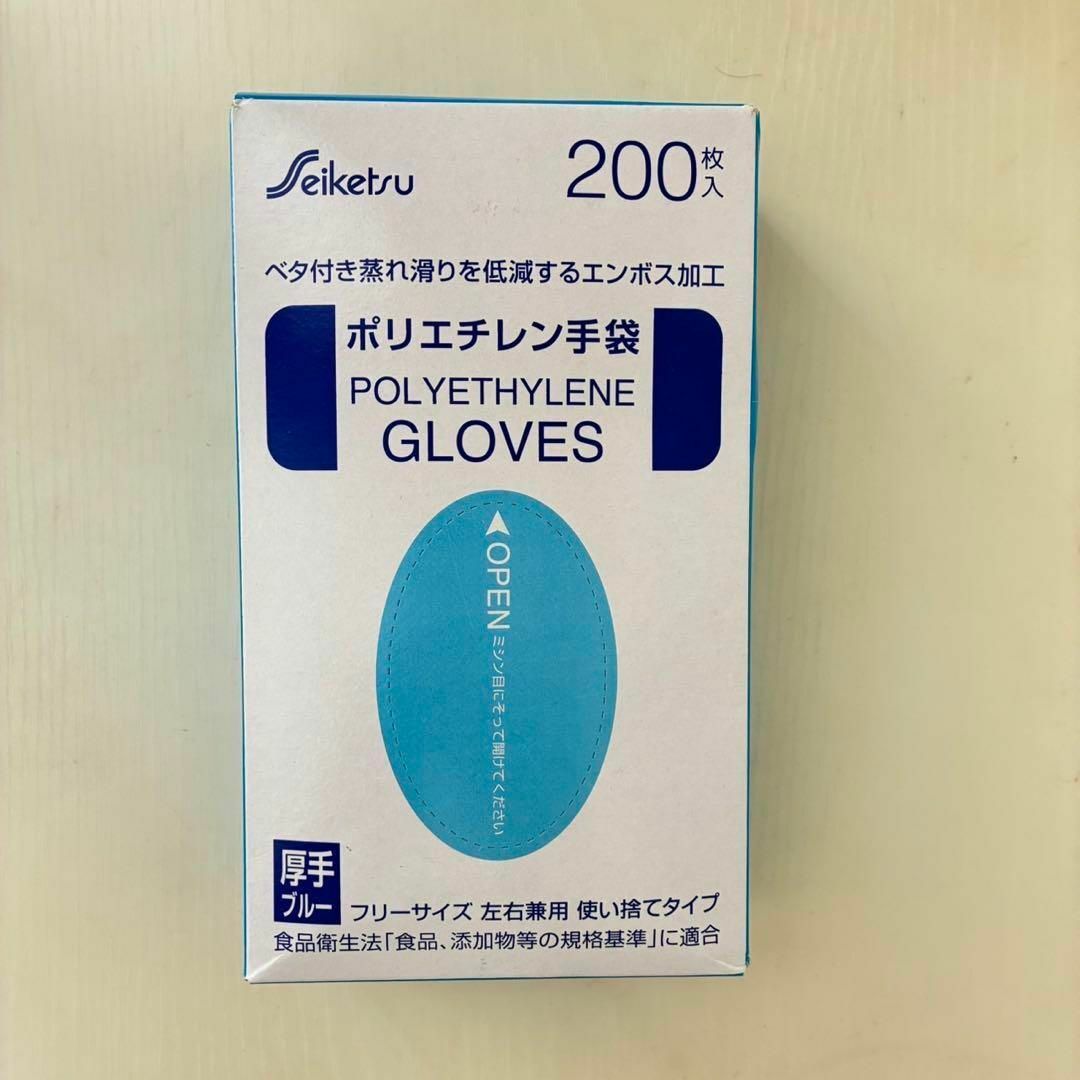 Seiketsu
200枚入
ベタ付き蒸れ滑りを低減するエンボス加工
ポリエチレン手袋
POLYETHYLENE
GLOVES
OPEN ミシン目にそって開けてください
厚手
ブルー
フリーサイズ 左右兼用 使い捨てタイプ
食品衛生法「食品、添加物等の規格基準」に適合